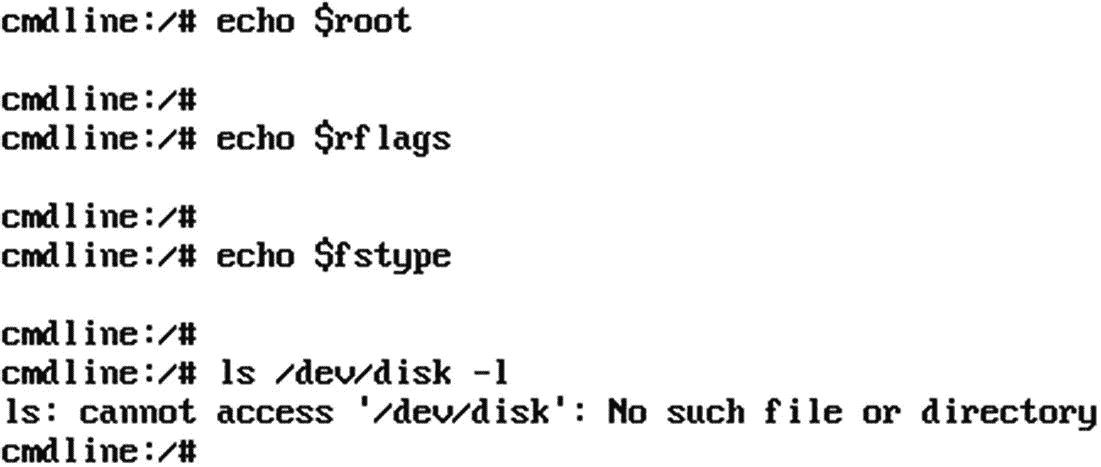 cmdline:/# echo $root
cmdline:/#
cmdline:/# echo $rflags
cmdline:/#
cmdline:/# echo $fstype
cmdline:/#
cmdline:/# ls /dev/disk -l
ls: cannot access '/dev/disk': No such file or directory
cmdline:/#